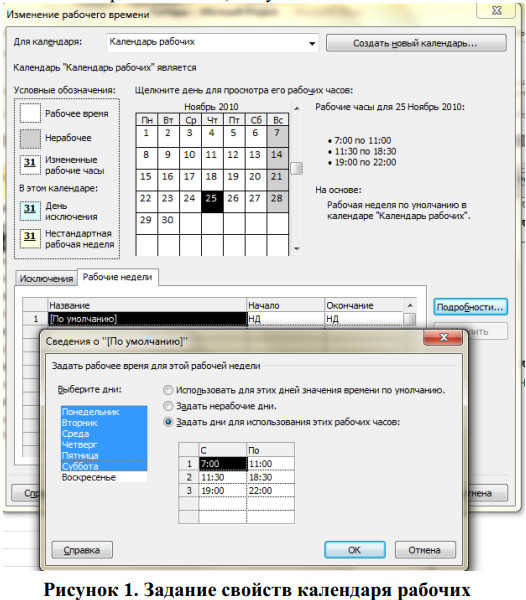 Изменение рабочего времени
Для календаря: Календарь рабочих Создать новый календарь...
Календарь "Календарь рабочих" является
Условные обозначения:
Рабочее время
Нерабочее
31 Измененные рабочие часы
В этом календаре:
31 День исключения
31 Нестандартная рабочая неделя
Щелкните день для просмотра его рабочих часов:
Ноябрь 2010
Пн Вт Ср Чт Пт Сб Вс
1 2 3 4 5 6 7
8 9 10 11 12 13 14
15 16 17 18 19 20 21
22 23 24 25 26 27 28
29 30
Рабочие часы для 25 Ноябрь 2010:
• 7:00 по 11:00
• 11:30 по 18:30
• 19:00 по 22:00
На основе:
Рабочая неделя по умолчанию в
календаре "Календарь рабочих".
Исключения Рабочие недели
Название Начало Окончание
1 [По умолчанию] НД НД
Подробности...
Сведения о "[По умолчанию]"
Задать рабочее время для этой рабочей недели
Выберите дни:
Понедельник
Вторник
Среда
Четверг
Пятница
Суббота
Воскресенье
Использовать для этих дней значения времени по умолчанию.
Задать нерабочие дни.
Задать дни для использования этих рабочих часов:
С По
1 7:00 11:00
2 11:30 18:30
3 19:00 22:00
Справка ОК Отмена
Рисунок 1. Задание свойств календаря рабочих